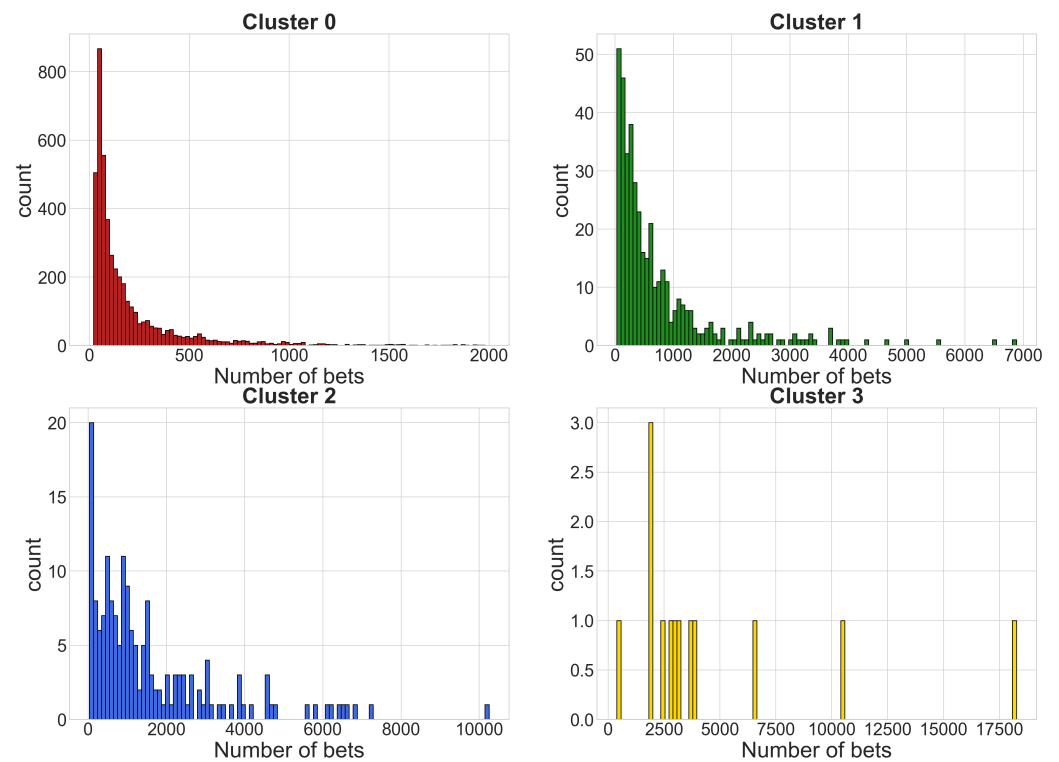 Cluster 0
count
800
600
400
200
0
0 500 1000 1500 2000
Number of bets
Cluster 1
count
50
40
30
20
10
0
0 1000 2000 3000 4000 5000 6000 7000
Number of bets
Cluster 2
count
20
15
10
5
0
0 2000 4000 6000 8000 10000
Number of bets
Cluster 3
count
3.0
2.5
2.0
1.5
1.0
0.5
0.0
0 2500 5000 7500 10000 12500 15000 17500
Number of bets